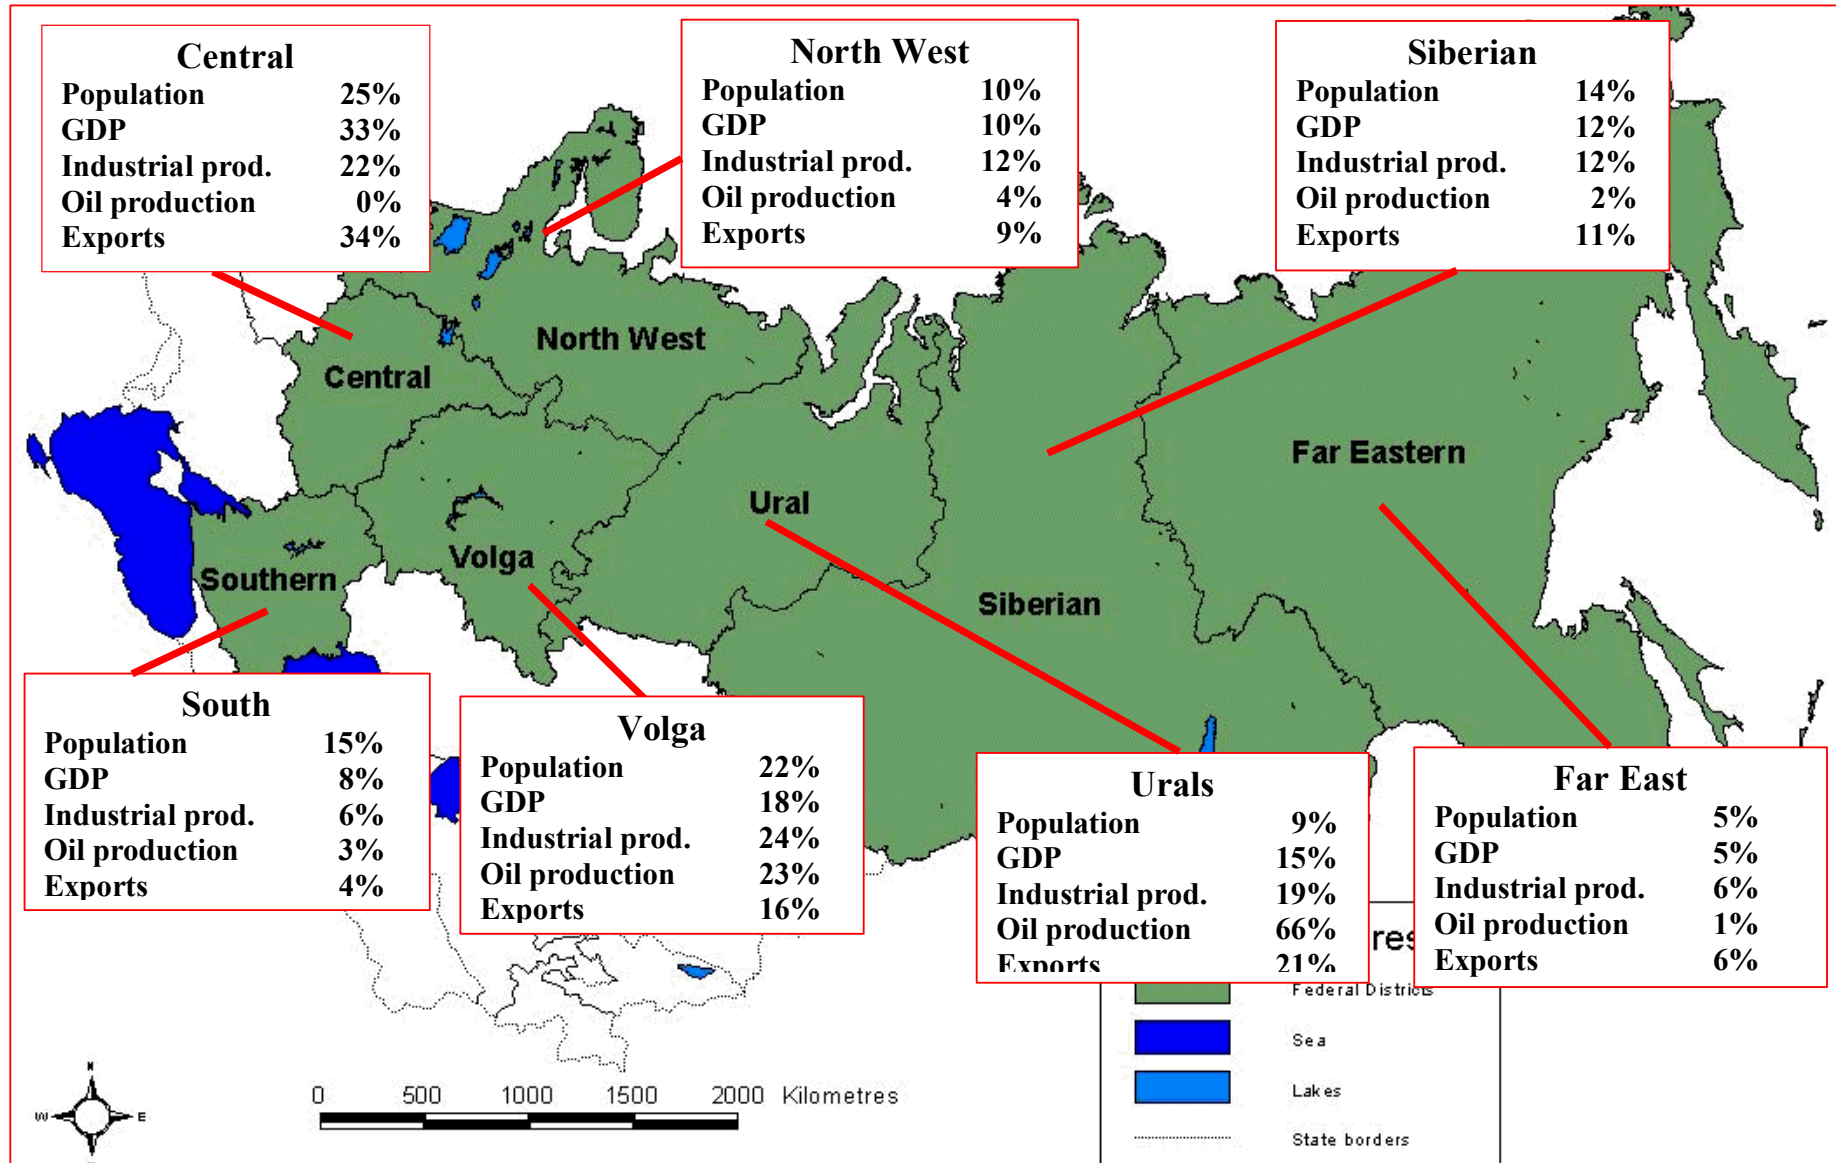 Central
Population 25%
GDP 33%
Industrial prod. 22%
Oil production 0%
Exports 34%
North West
Population 10%
GDP 10%
Industrial prod. 12%
Oil production 4%
Exports 9%
Siberian
Population 14%
GDP 12%
Industrial prod. 12%
Oil production 2%
Exports 11%
North West
Central
Far Eastern
Ural
Volga
Southern
Siberian
South
Population 15%
GDP 8%
Industrial prod. 6%
Oil production 3%
Exports 4%
Volga
Population 22%
GDP 18%
Industrial prod. 24%
Oil production 23%
Exports 16%
Urals
Population 9%
GDP 15%
Industrial prod. 19%
Oil production 66%
Exports 21%
Far East
Population 5%
GDP 5%
Industrial prod. 6%
Oil production 1%
Exports 6%
Federal Districts
Sea
Lakes
State borders
N
W E
0 500 1000 1500 2000 Kilometres